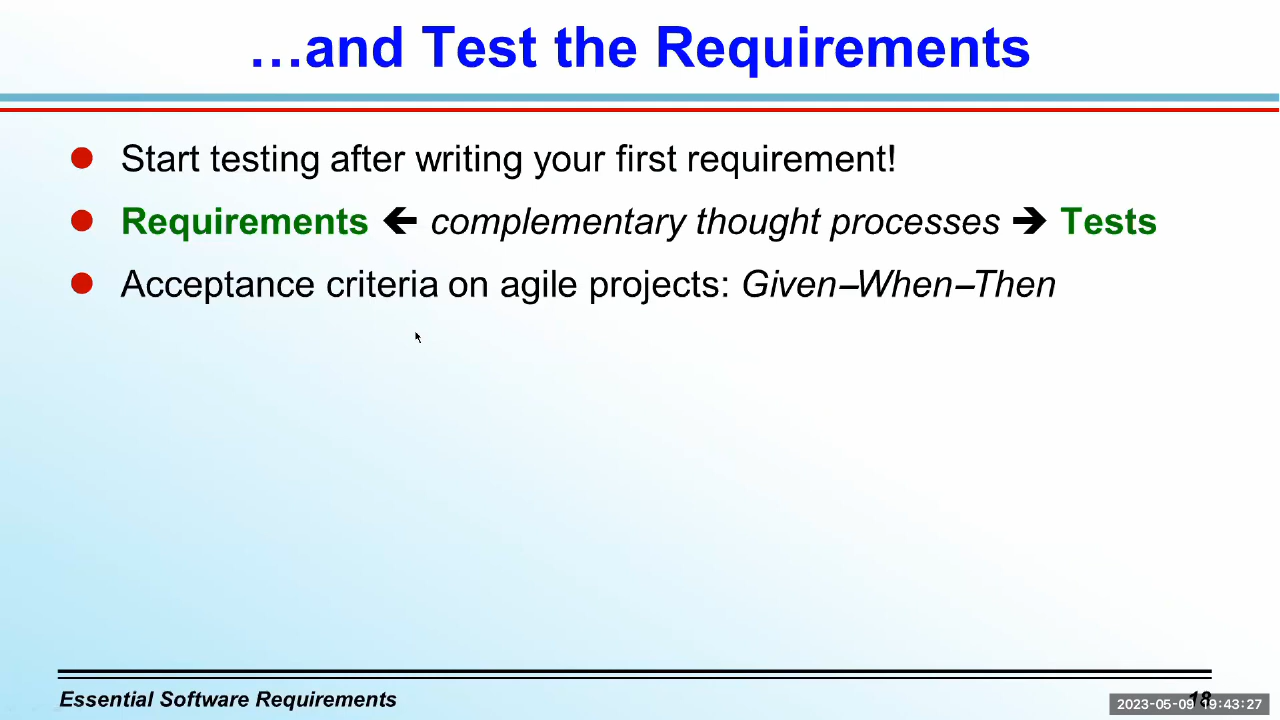 …and Test the Requirements
● Start testing after writing your first requirement!
● Requirements 🡸 complementary thought processes 🡺 Tests
● Acceptance criteria on agile projects: Given–When–Then
Essential Software Requirements
18
2023-05-09 19:43:27